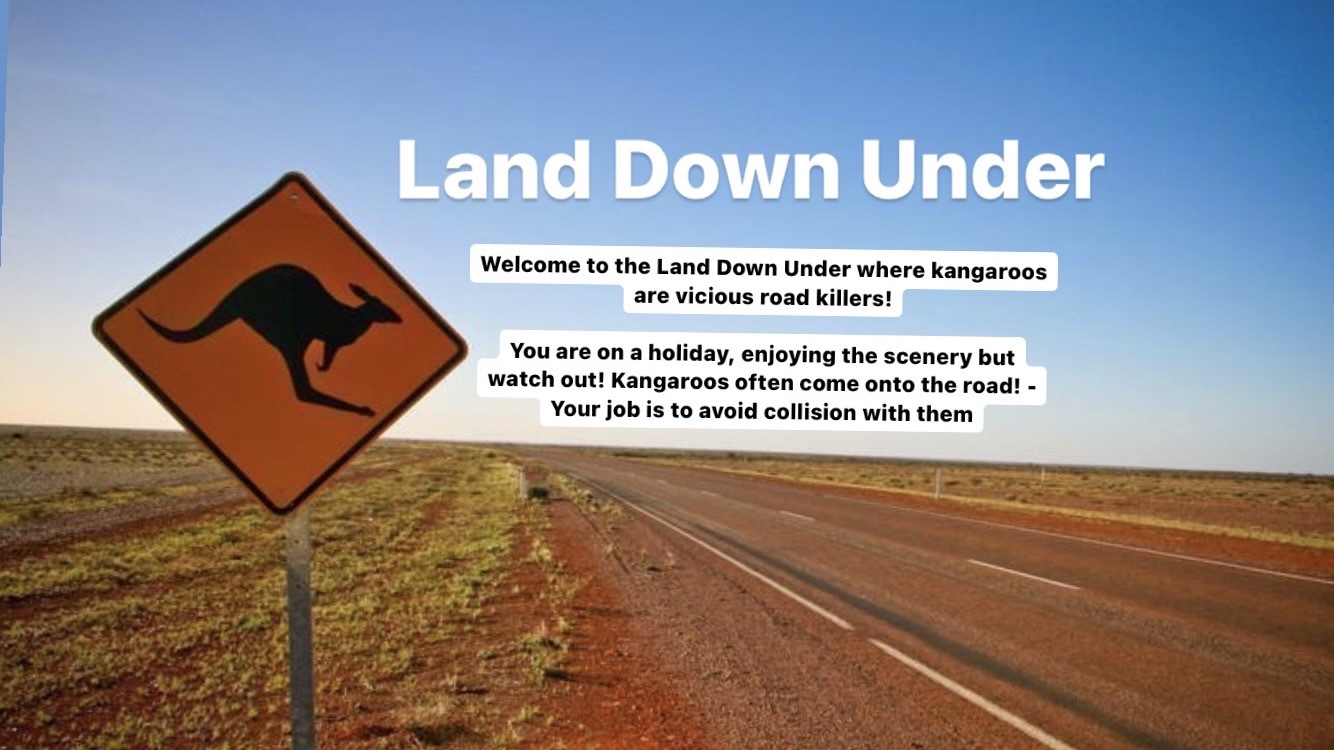 Land Down Under
Welcome to the Land Down Under where kangaroos
are vicious road killers!
You are on a holiday, enjoying the scenery but
watch out! Kangaroos often come onto the road! -
Your job is to avoid collision with them